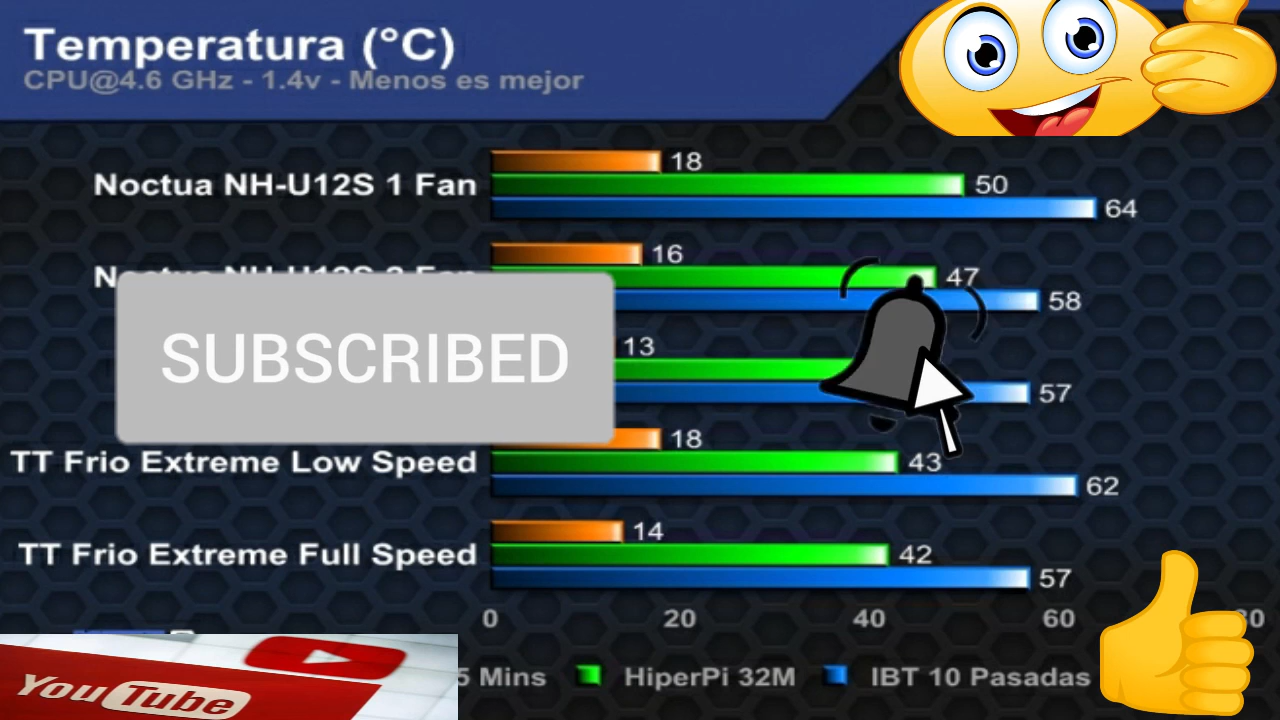 Temperatura (°C)
CPU@4.6 GHz - 1.4v - Menos es mejor
18
Noctua NH-U12S 1 Fan
50
64
16
47
58
SUBSCRIBED
13
57
18
TT Frio Extreme Low Speed
43
62
14
TT Frio Extreme Full Speed
42
57
0 20 40 60
5 Mins HiperPi 32M IBT 10 Pasadas
YouTube